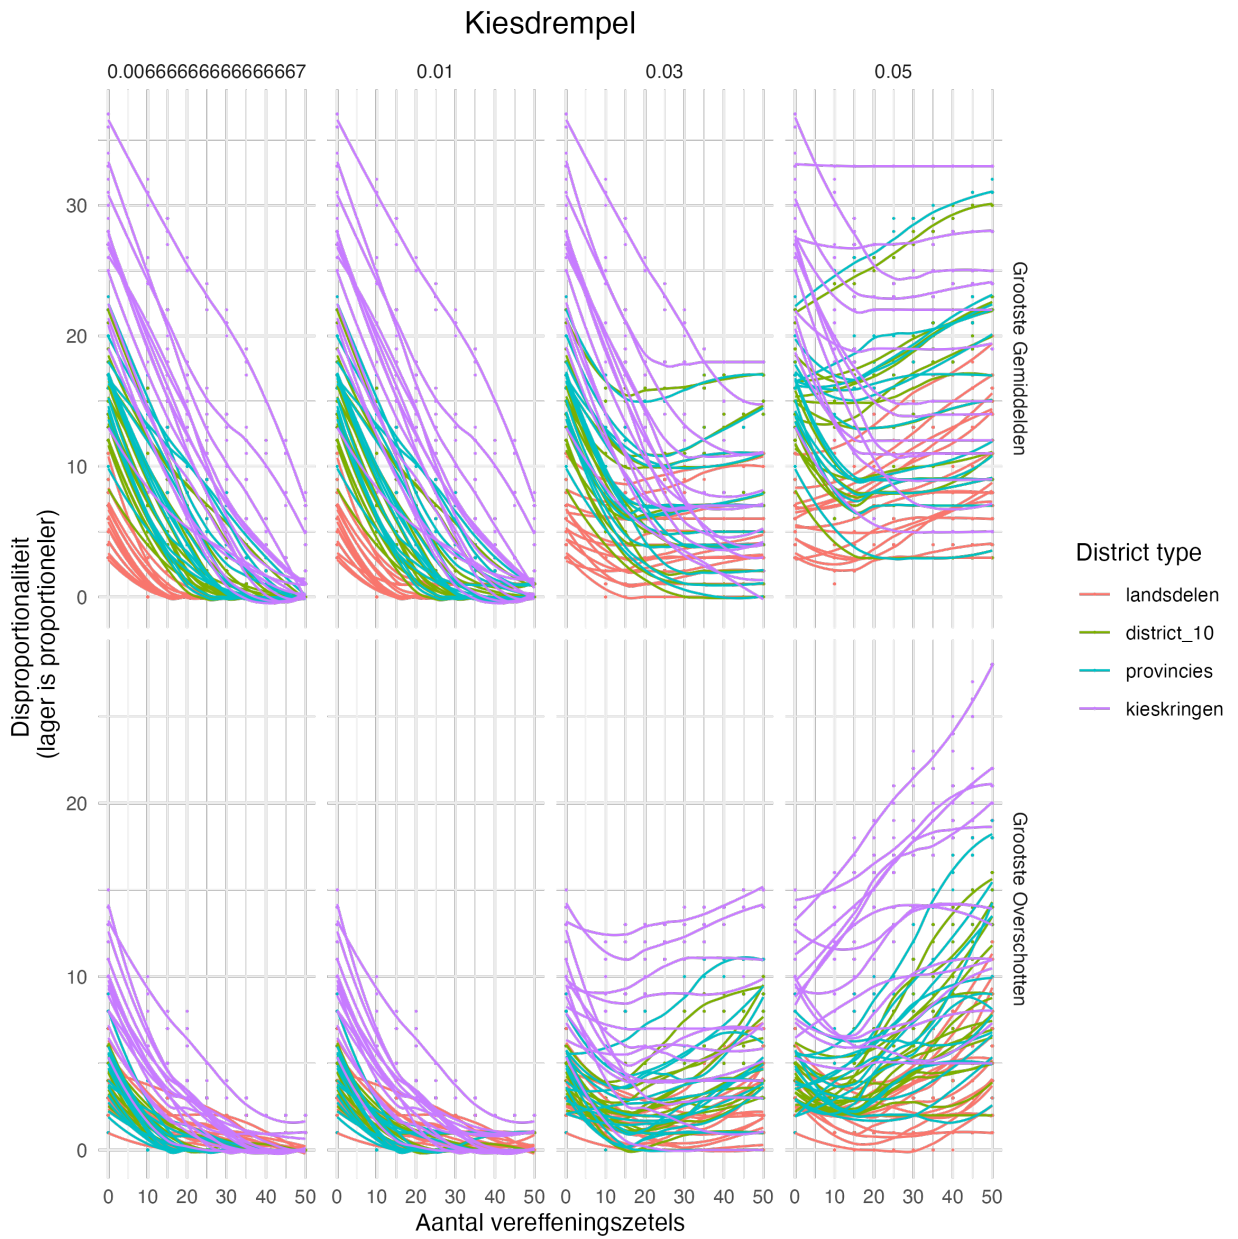 Kiesdrempel
0.00666666666666667
0.01
0.03
0.05
30
20
10
0
Grootste Gemiddelden
20
10
0
Grootste Overschotten
Disproportionaliteit
(lager is proportioneler)
0 10 20 30 40 50
0 10 20 30 40 50
0 10 20 30 40 50
0 10 20 30 40 50
Aantal vereffeningszetels
District type
landsdelen
district_10
provincies
kieskringen